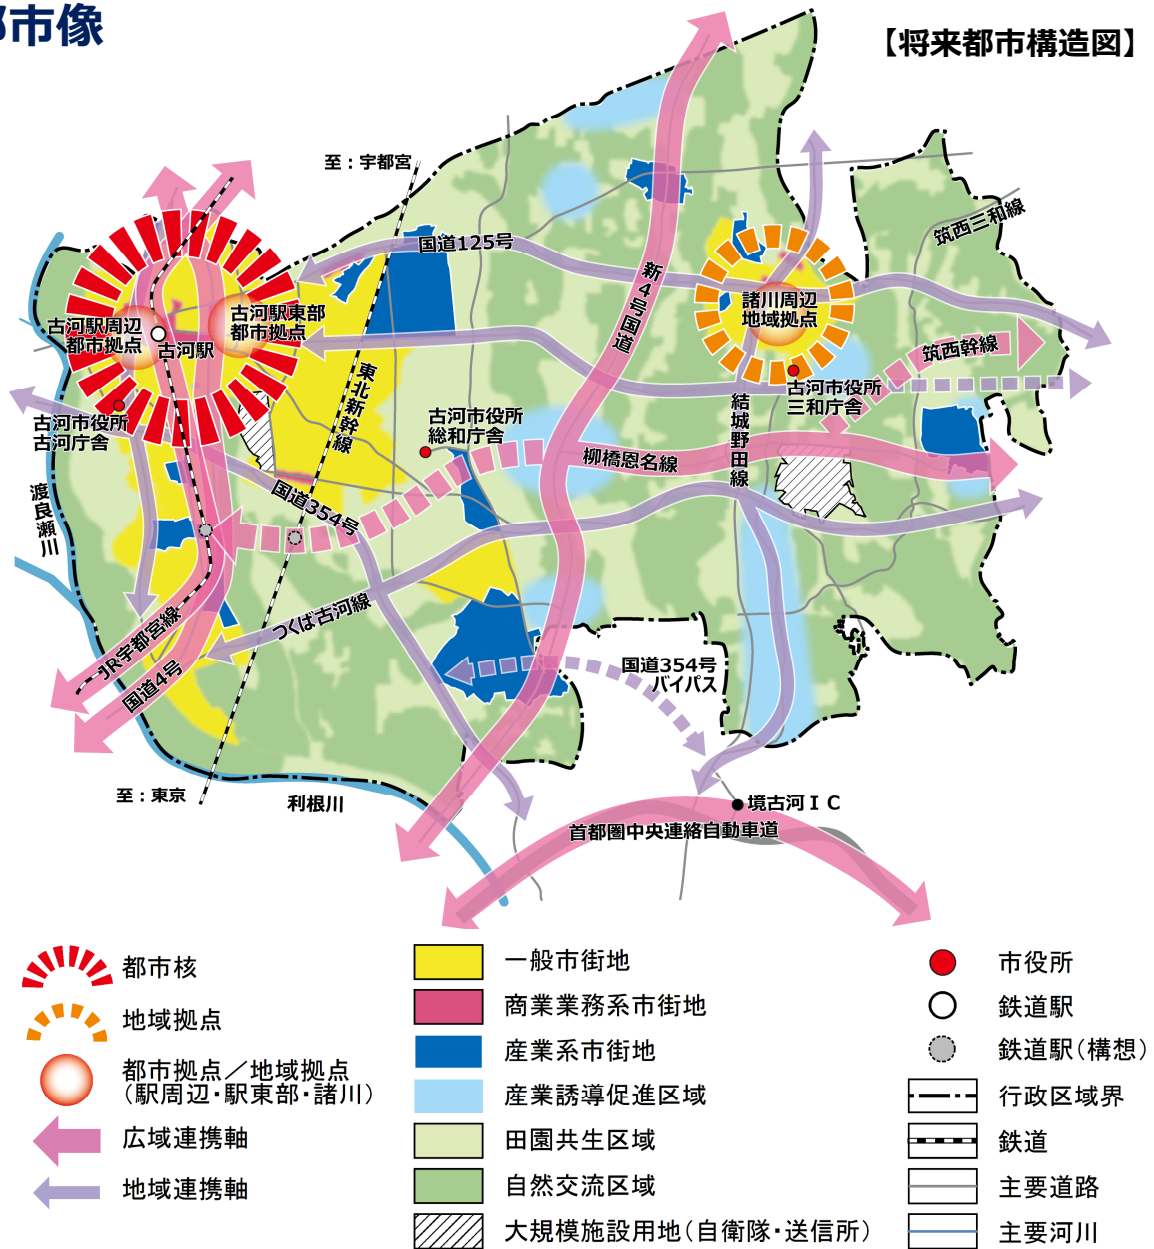 都市像
【将来都市構造図】
至：宇都宮
国道125号
筑西三和線
新4号国道
諸川周辺
地域拠点
古河駅東部
都市拠点
古河駅周辺
都市拠点
古河駅
筑西幹線
東北新幹線
古河市役所
三和庁舎
結城野田線
古河市役所
古河庁舎
古河市役所
総和庁舎
柳橋恩名線
渡良瀬川
国道354号
つくば古河線
JR宇都宮線
国道4号
国道354号
バイパス
至：東京
利根川
境古河ＩＣ
首都圏中央連絡自動車道
都市核
地域拠点
都市拠点／地域拠点
（駅周辺・駅東部・諸川）
広域連携軸
地域連携軸
一般市街地
商業業務系市街地
産業系市街地
産業誘導促進区域
田園共生区域
自然交流区域
大規模施設用地（自衛隊・送信所）
市役所
鉄道駅
鉄道駅（構想）
行政区域界
鉄道
主要道路
主要河川